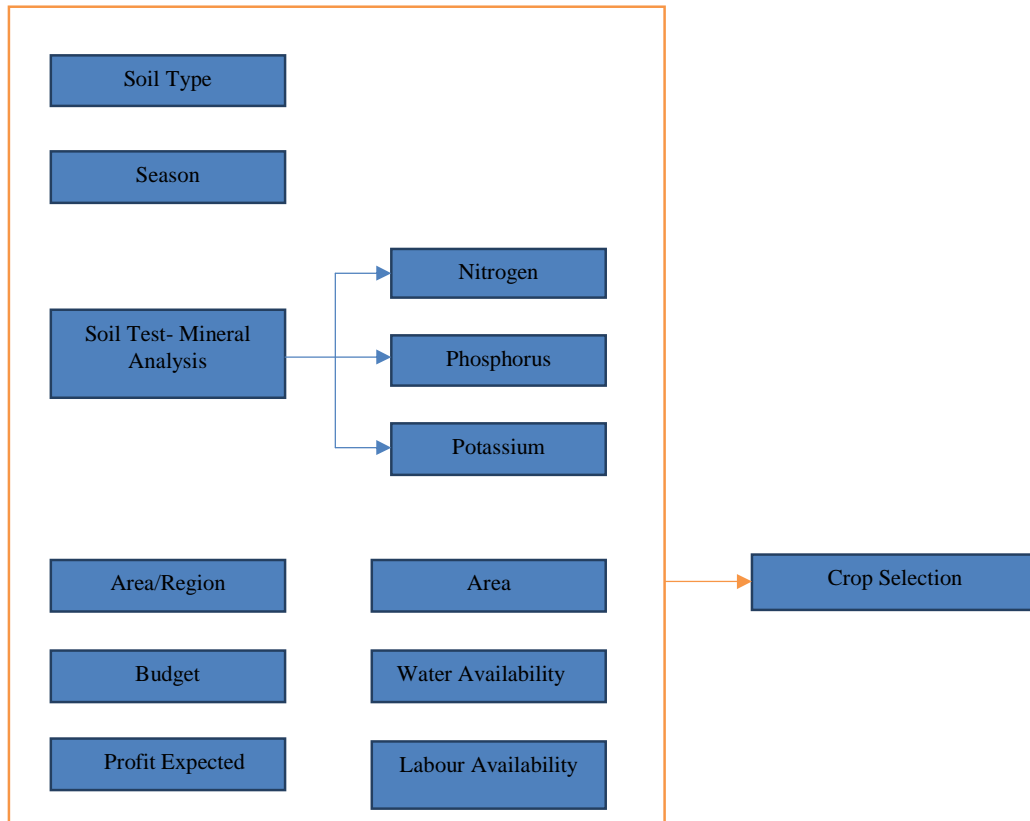 Soil Type
Season
Nitrogen
Soil Test- Mineral
Analysis
Phosphorus
Potassium
Area/Region
Area
Crop Selection
Budget
Water Availability
Profit Expected
Labour Availability